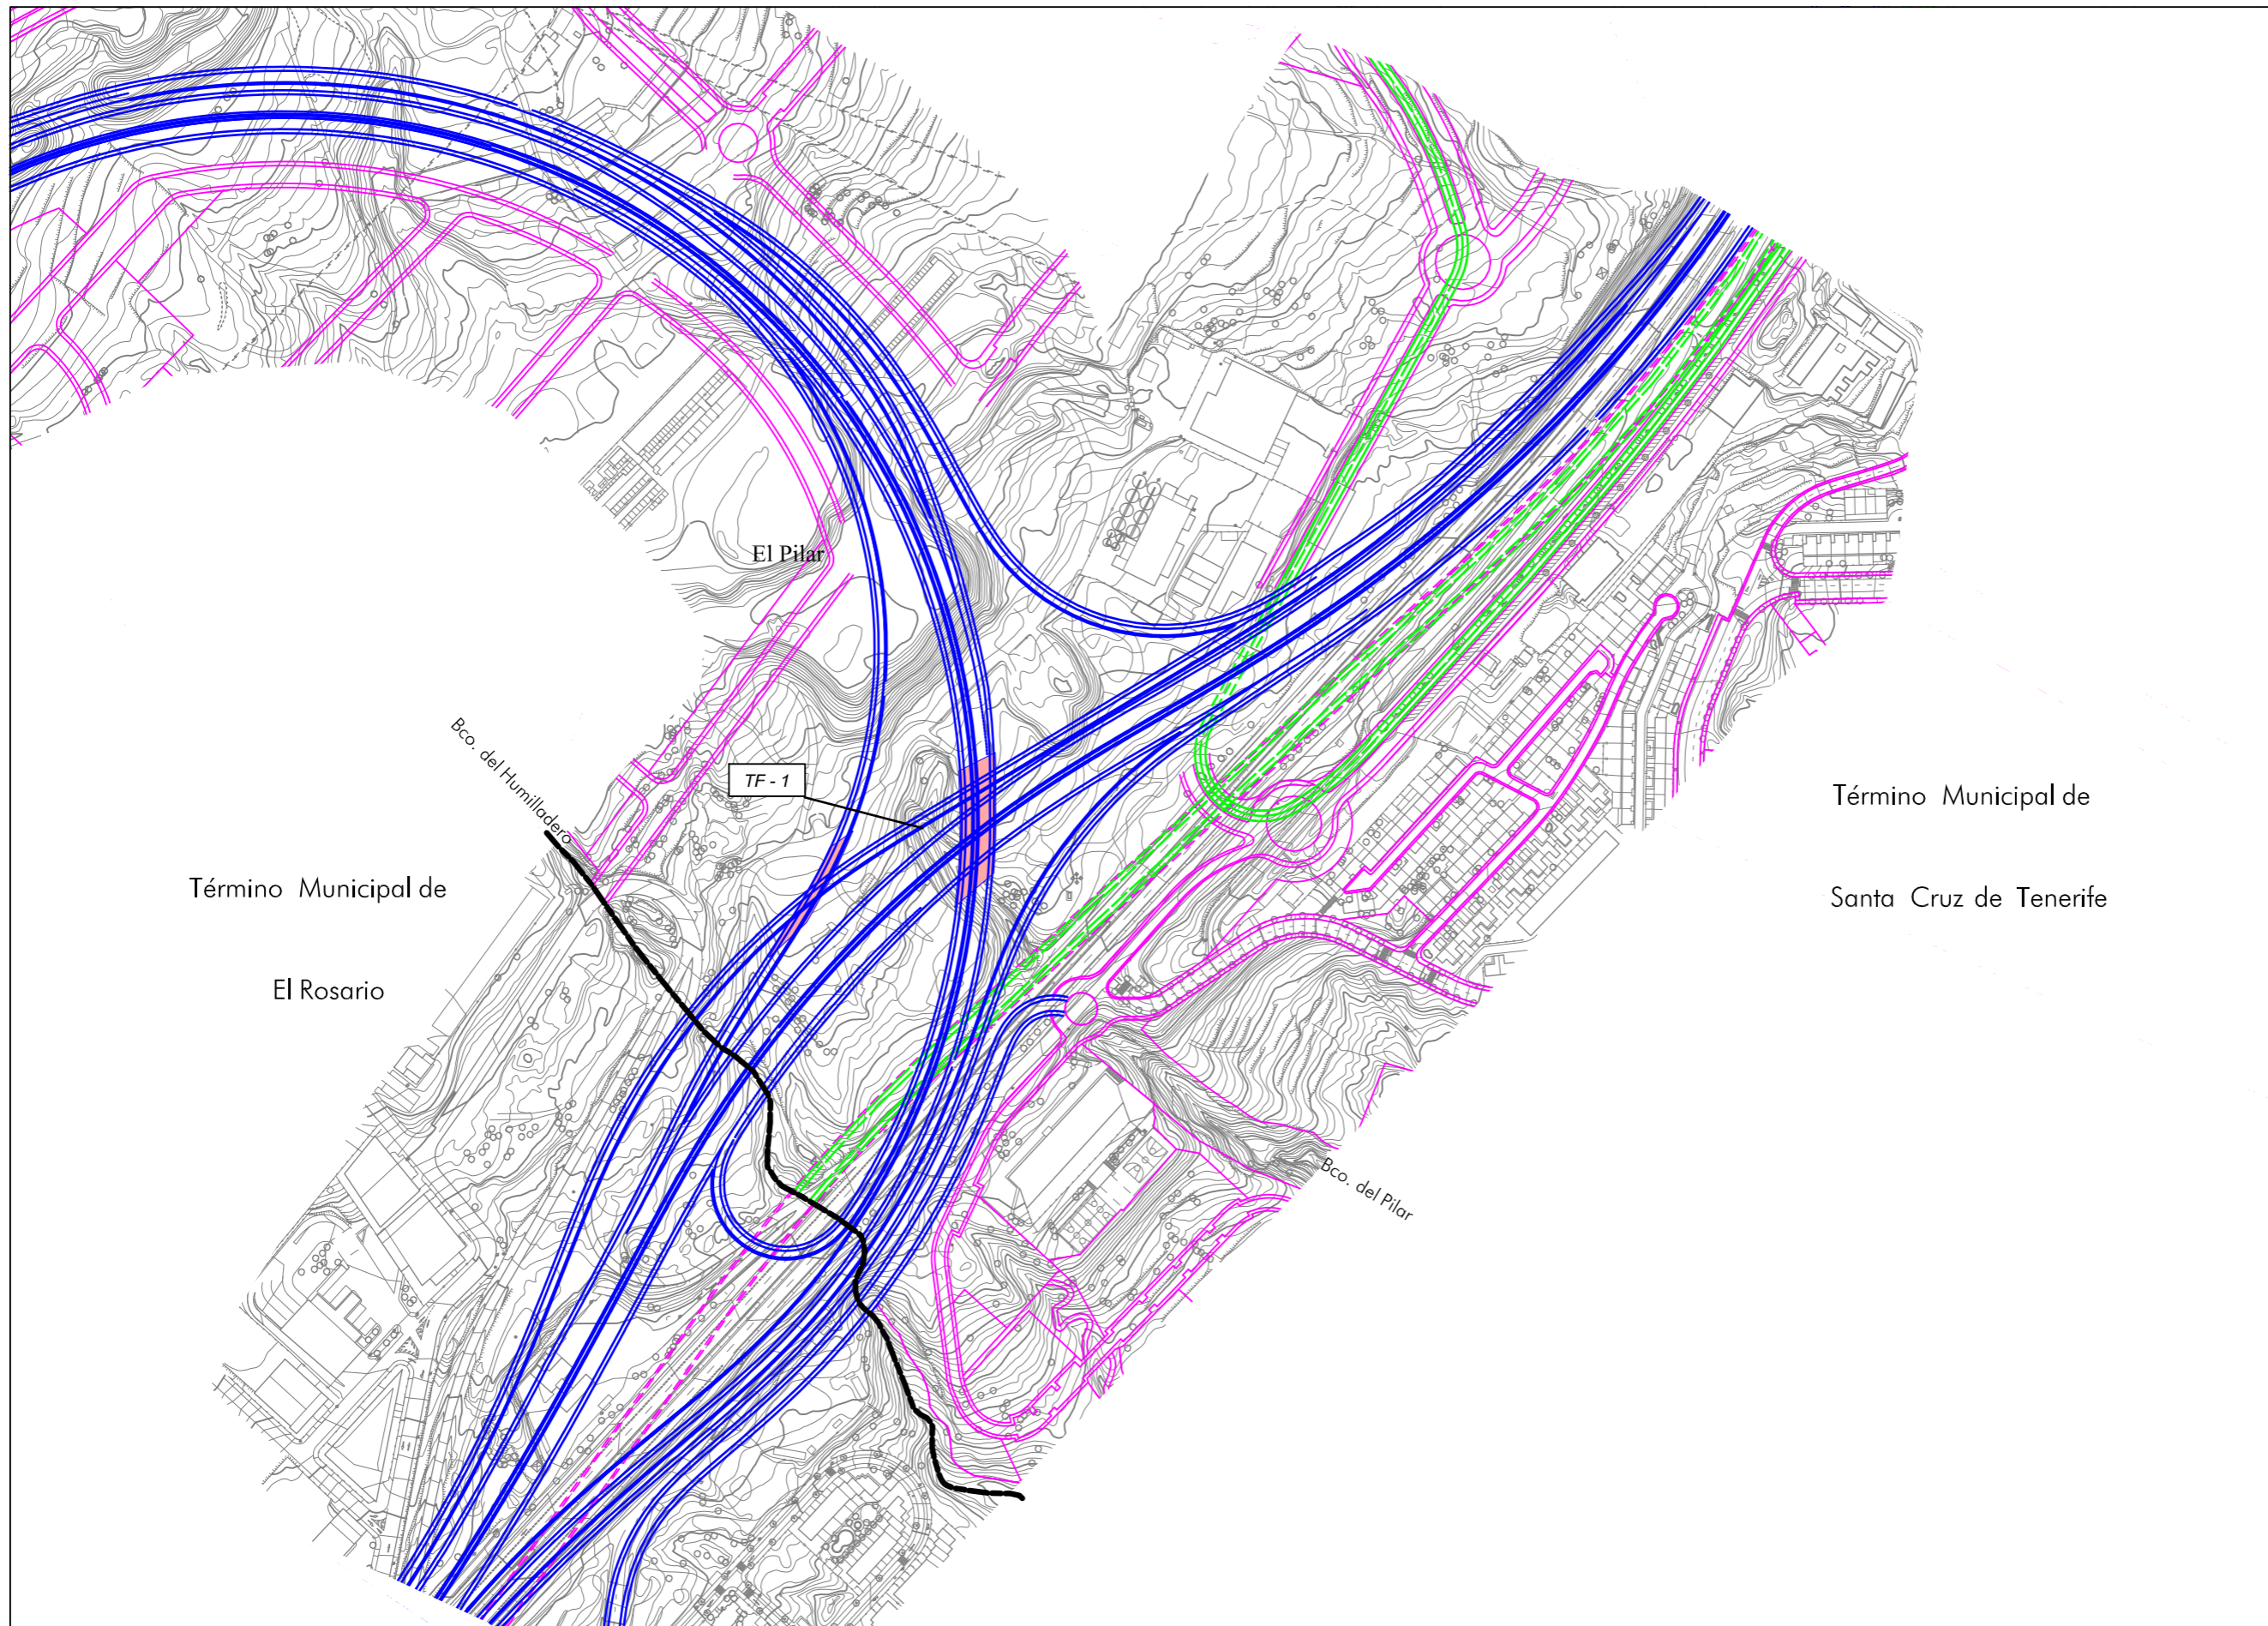 El Pilar
Bco. del Humilladero
TF - 1
Término Municipal de
Santa Cruz de Tenerife
Término Municipal de
El Rosario
Bco. del Pilar